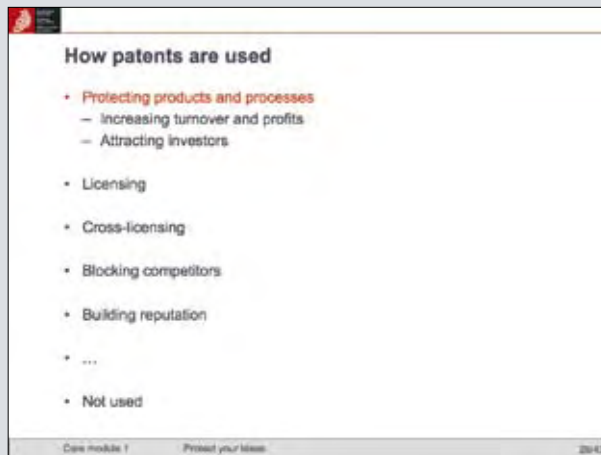 How patents are used
• Protecting products and processes
– Increasing turnover and profits
– Attracting investors
• Licensing
• Cross-licensing
• Blocking competitors
• Building reputation
• …
• Not used
Core module 1 Protect your ideas